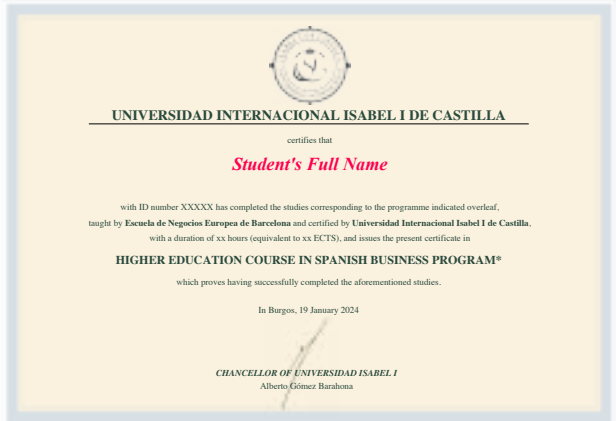 UNIVERSIDAD INTERNACIONAL ISABEL I DE CASTILLA
certifies that
Student's Full Name
with ID number XXXXX has completed the studies corresponding to the programme indicated overleaf,
taught by Escuela de Negocios Europea de Barcelona and certified by Universidad Internacional Isabel I de Castilla,
with a duration of xx hours (equivalent to xx ECTS), and issues the present certificate in
HIGHER EDUCATION COURSE IN SPANISH BUSINESS PROGRAM*
which proves having successfully completed the aforementioned studies.
In Burgos, 19 January 2024
CHANCELLOR OF UNIVERSIDAD ISABEL I
Alberto Gómez Barahona